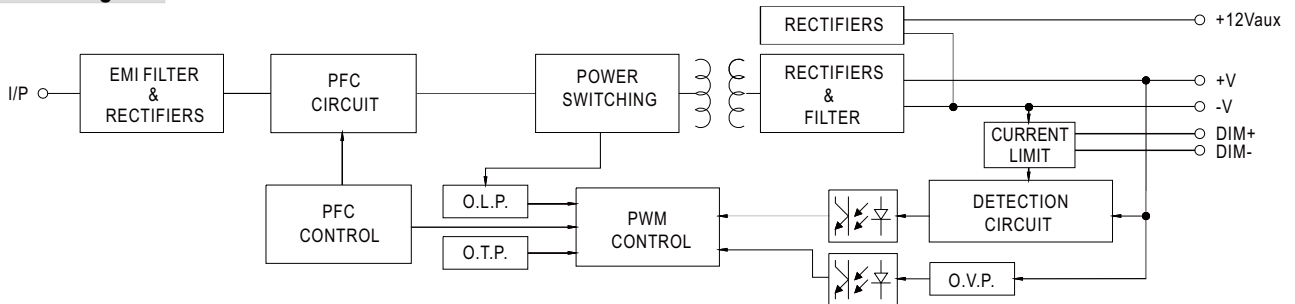 RECTIFIERS
+12Vaux
I/P
EMI FILTER
&
RECTIFIERS
PFC
CIRCUIT
POWER
SWITCHING
RECTIFIERS
&
FILTER
+V
-V
CURRENT
LIMIT
DIM+
DIM-
PFC
CONTROL
O.L.P.
O.T.P.
PWM
CONTROL
DETECTION
CIRCUIT
O.V.P.